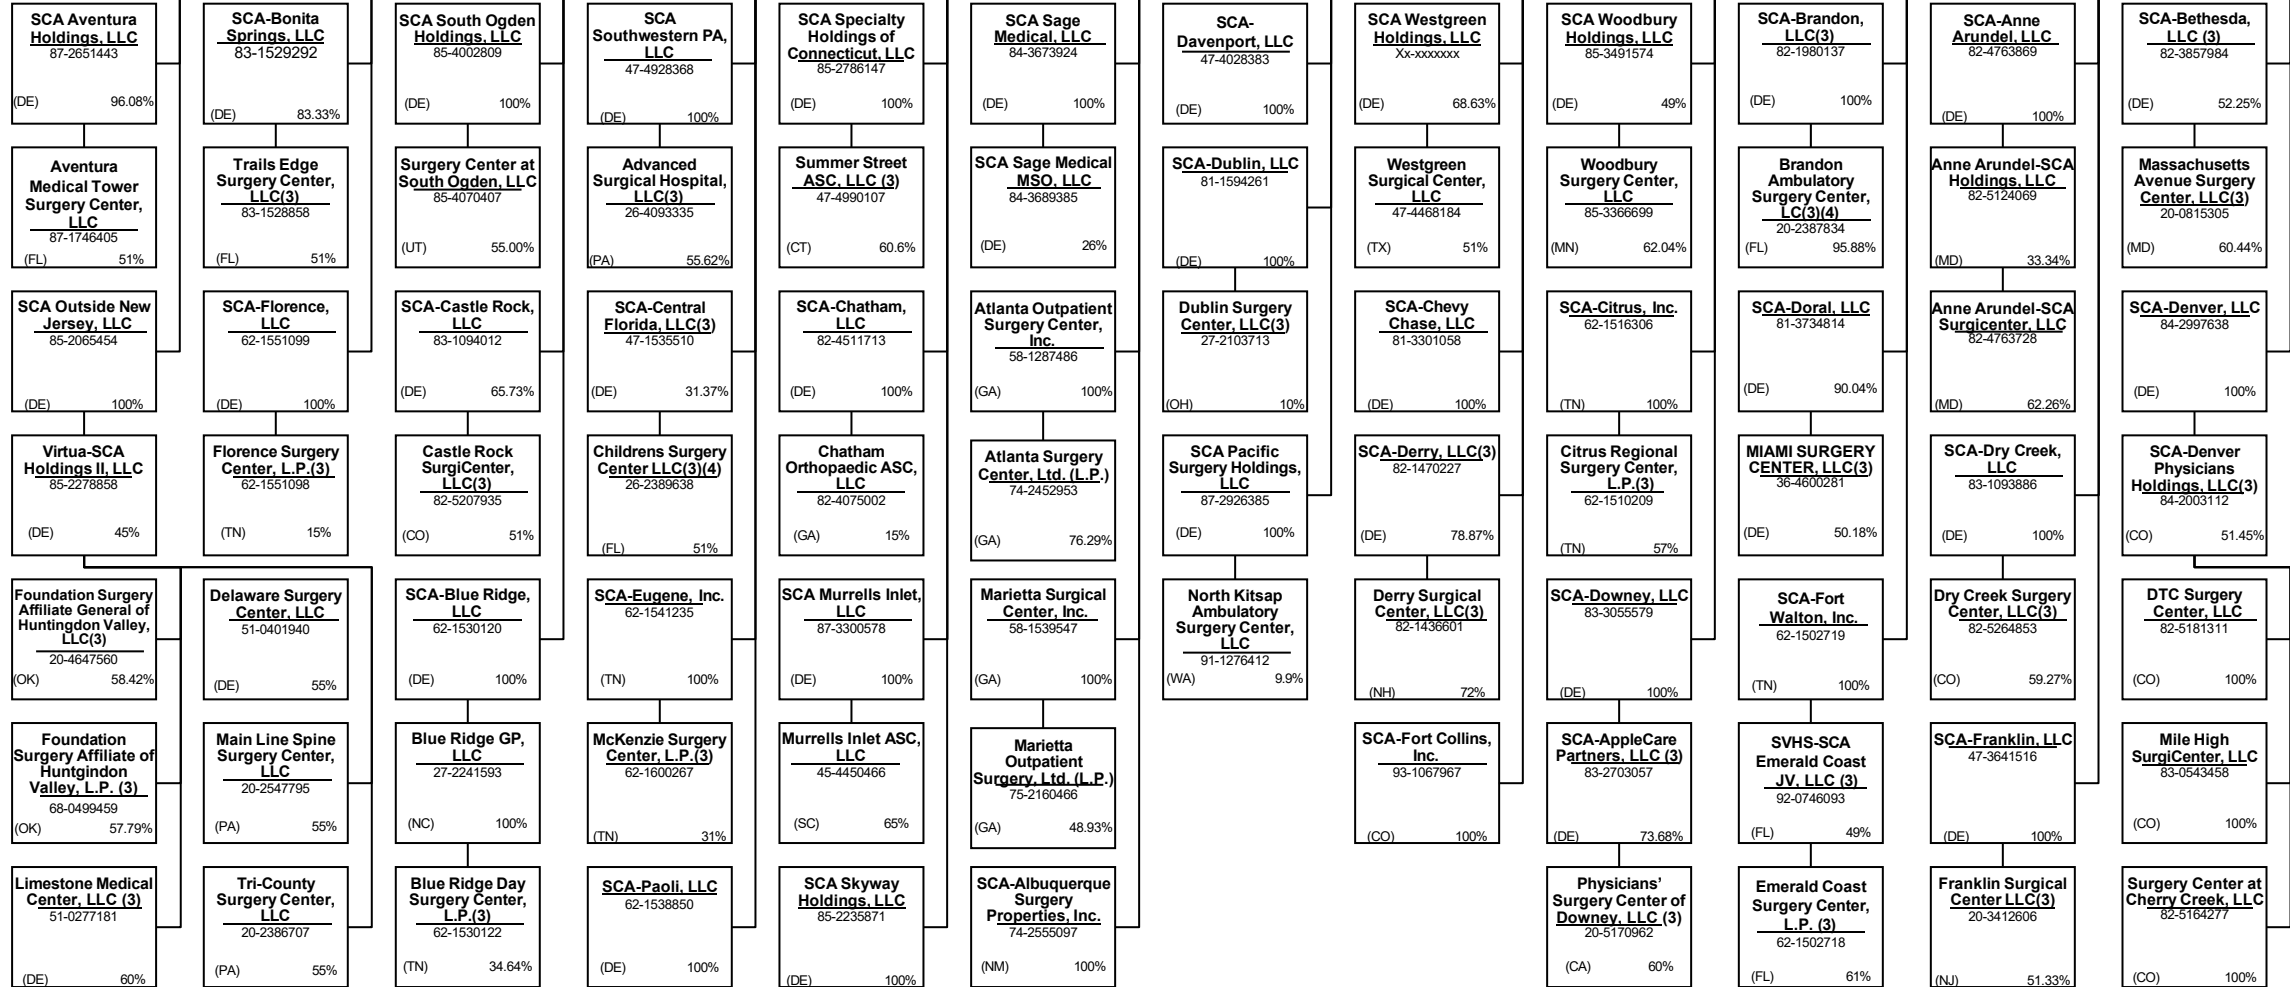 SCA Aventura
Holdings, LLC
87-2651443
(DE) 96.08%
SCA-Bonita
Springs, LLC
83-1529292
(DE) 83.33%
SCA South Ogden
Holdings, LLC
85-4002809
(DE) 100%
SCA
Southwestern PA,
LLC
47-4928368
(DE) 100%
SCA Specialty
Holdings of
Connecticut, LLC
85-2786147
(DE) 100%
SCA Sage
Medical, LLC
84-3673924
(DE) 100%
SCA-
Davenport, LLC
47-4028383
(DE) 100%
SCA Westgreen
Holdings, LLC
Xx-xxxxxxx
(DE) 68.63%
SCA Woodbury
Holdings, LLC
85-3491574
(DE) 49%
SCA-Brandon,
LLC(3)
82-1980137
(DE) 100%
SCA-Anne
Arundel, LLC
82-4763869
(DE) 100%
SCA-Bethesda,
LLC (3)
82-3857984
(DE) 52.25%
Aventura
Medical Tower
Surgery Center,
LLC
87-1746405
(FL) 51%
Trails Edge
Surgery Center,
LLC(3)
83-1528858
(FL) 51%
Surgery Center at
South Ogden, LLC
85-4070407
(UT) 55.00%
Advanced
Surgical Hospital,
LLC(3)
26-4093335
(PA) 55.62%
Summer Street
ASC, LLC (3)
47-4990107
(CT) 60.6%
SCA Sage Medical
MSO, LLC
84-3689385
(DE) 26%
SCA-Dublin, LLC
81-1594261
(DE) 100%
Westgreen
Surgical Center,
LLC
47-4468184
(TX) 51%
Woodbury
Surgery Center,
LLC
85-3366699
(MN) 62.04%
Brandon
Ambulatory
Surgery Center,
LC(3)(4)
20-2387834
(FL) 95.88%
Anne Arundel-SCA
Holdings, LLC
82-5124069
(MD) 33.34%
Massachusetts
Avenue Surgery
Center, LLC(3)
20-0815305
(MD) 60.44%
SCA Outside New
Jersey, LLC
85-2065454
(DE) 100%
SCA-Florence,
LLC
62-1551099
(DE) 100%
SCA-Castle Rock,
LLC
83-1094012
(DE) 65.73%
SCA-Central
Florida, LLC(3)
47-1535510
(DE) 31.37%
SCA-Chatham,
LLC
82-4511713
(DE) 100%
Atlanta Outpatient
Surgery Center,
Inc.
58-1287486
(GA) 100%
Dublin Surgery
Center, LLC(3)
27-2103713
(OH) 10%
SCA-Chevy
Chase, LLC
81-3301058
(DE) 100%
SCA-Citrus, Inc.
62-1516306
(TN) 100%
SCA-Doral, LLC
81-3734814
(DE) 90.04%
Anne Arundel-SCA
Surgicenter, LLC
82-4763728
(MD) 62.26%
SCA-Denver, LLC
84-2997638
(DE) 100%
Virtua-SCA
Holdings II, LLC
85-2278858
(DE) 45%
Florence Surgery
Center, L.P.(3)
62-1551098
(TN) 15%
Castle Rock
SurgiCenter,
LLC(3)
82-5207935
(CO) 51%
Childrens Surgery
Center LLC(3)(4)
26-2389638
(FL) 51%
Chatham
Orthopaedic ASC,
LLC
82-4075002
(GA) 15%
Atlanta Surgery
Center, Ltd. (L.P.)
74-2452953
(GA) 76.29%
SCA Pacific
Surgery Holdings,
LLC
87-2926385
(DE) 100%
SCA-Derry, LLC(3)
82-1470227
(DE) 78.87%
Citrus Regional
Surgery Center,
L.P.(3)
62-1510209
(TN) 57%
MIAMI SURGERY
CENTER, LLC(3)
36-4600281
(DE) 50.18%
SCA-Dry Creek,
LLC
83-1093886
(DE) 100%
SCA-Denver
Physicians
Holdings, LLC(3)
84-2003112
(CO) 51.45%
Foundation Surgery
Affiliate General of
Huntingdon Valley,
LLC(3)
20-4647560
(OK) 58.42%
Delaware Surgery
Center, LLC
51-0401940
(DE) 55%
SCA-Blue Ridge,
LLC
62-1530120
(DE) 100%
SCA-Eugene, Inc.
62-1541235
(TN) 100%
SCA Murrells Inlet,
LLC
87-3300578
(DE) 100%
Marietta Surgical
Center, Inc.
58-1539547
(GA) 100%
North Kitsap
Ambulatory
Surgery Center,
LLC
91-1276412
(WA) 9.9%
Derry Surgical
Center, LLC(3)
82-1436601
(NH) 72%
SCA-Downey, LLC
83-3055579
(DE) 100%
SCA-Fort
Walton, Inc.
62-1502719
(TN) 100%
Dry Creek Surgery
Center, LLC(3)
82-5264853
(CO) 59.27%
DTC Surgery
Center, LLC
82-5181311
(CO) 100%
Foundation
Surgery Affiliate of
Huntgindon
Valley, L.P. (3)
68-0499459
(OK) 57.79%
Main Line Spine
Surgery Center,
LLC
20-2547795
(PA) 55%
Blue Ridge GP,
LLC
27-2241593
(NC) 100%
McKenzie Surgery
Center, L.P.(3)
62-1600267
(TN) 31%
Murrells Inlet ASC,
LLC
45-4450466
(SC) 65%
Marietta
Outpatient
Surgery, Ltd. (L.P.)
75-2160466
(GA) 48.93%
SCA-Fort Collins,
Inc.
93-1067967
(CO) 100%
SCA-AppleCare
Partners, LLC (3)
83-2703057
(DE) 73.68%
SVHS-SCA
Emerald Coast
JV, LLC (3)
92-0746093
(FL) 49%
SCA-Franklin, LLC
47-3641516
(DE) 100%
Mile High
SurgiCenter, LLC
83-0543458
(CO) 100%
Limestone Medical
Center, LLC (3)
51-0277181
(DE) 60%
Tri-County
Surgery Center,
LLC
20-2386707
(PA) 55%
Blue Ridge Day
Surgery Center,
L.P.(3)
62-1530122
(TN) 34.64%
SCA-Paoli, LLC
62-1538850
(DE) 100%
SCA Skyway
Holdings, LLC
85-2235871
(DE) 100%
SCA-Albuquerque
Surgery
Properties, Inc.
74-2555097
(NM) 100%
Physicians’
Surgery Center of
Downey, LLC (3)
20-5170962
(CA) 60%
Emerald Coast
Surgery Center,
L.P. (3)
62-1502718
(FL) 61%
Franklin Surgical
Center LLC(3)
20-3412606
(NJ) 51.33%
Surgery Center at
Cherry Creek, LLC
82-5164277
(CO) 100%